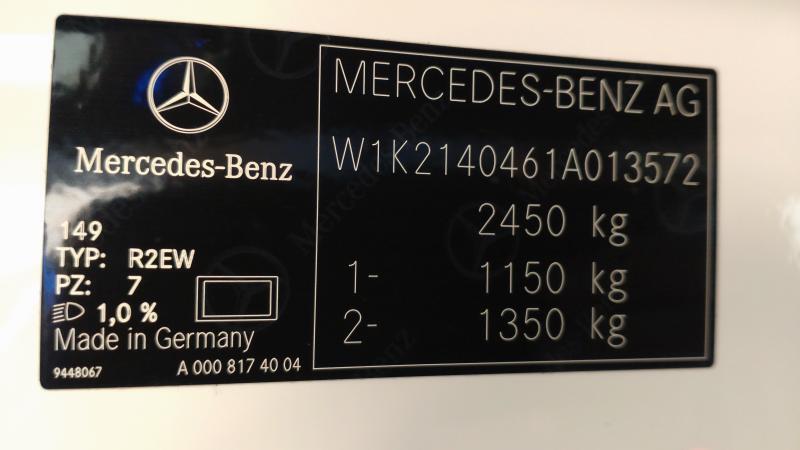 Mercedes-Benz
149
TYP: R2EW
PZ: 7
1,0 %
Made in Germany
9448067
A 000 817 40 04
MERCEDES-BENZ AG
W1K2140461A013572
2450 kg
1- 1150 kg
2- 1350 kg